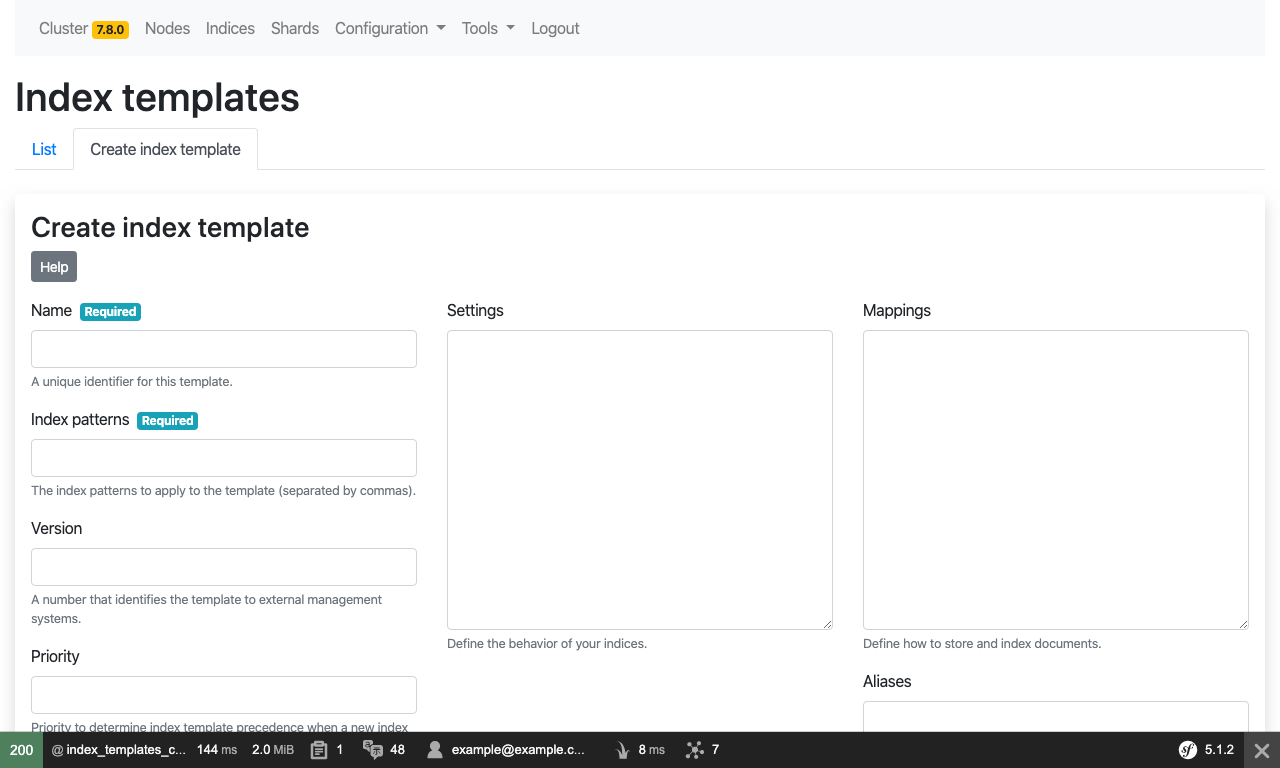 Cluster 7.8.0 Nodes Indices Shards Configuration Tools Logout
Index templates
List Create index template
Create index template
Help
Name Required
A unique identifier for this template.
Index patterns Required
The index patterns to apply to the template (separated by commas).
Version
A number that identifies the template to external management
systems.
Priority
Priority to determine index template precedence when a new index
Settings
Define the behavior of your indices.
Mappings
Define how to store and index documents.
Aliases
200 @ index_templates_c... 144 ms 2.0 MiB 1 48 example@example.c... 8 ms 7 sf 5.1.2